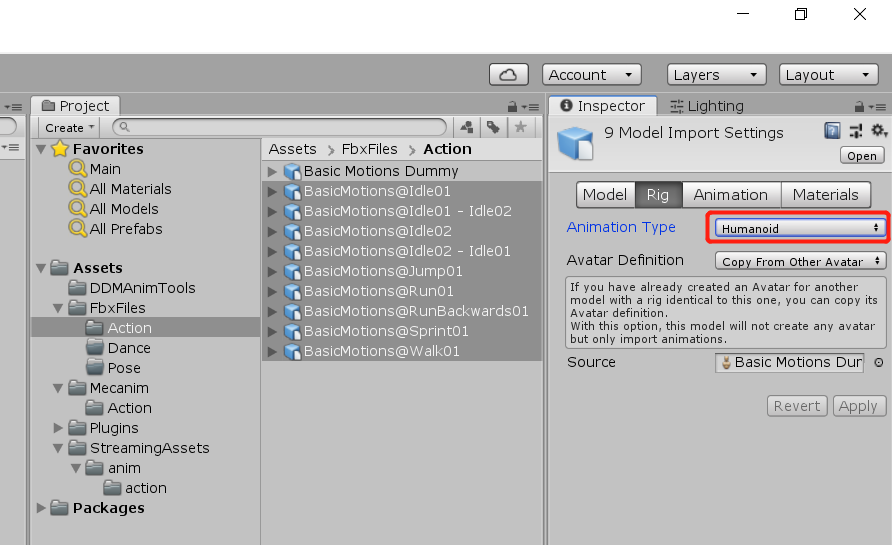 Account
Layers
Layout
Project
Create
Favorites
Main
All Materials
All Models
All Prefabs
Assets
DDMAnimTools
FbxFiles
Action
Dance
Pose
Mecanim
Action
Plugins
StreamingAssets
anim
action
Packages
Assets > FbxFiles > Action
Basic Motions Dummy
BasicMotions@Idle01
BasicMotions@Idle01 - Idle02
BasicMotions@Idle02
BasicMotions@Idle02 - Idle01
BasicMotions@Jump01
BasicMotions@Run01
BasicMotions@RunBackwards01
BasicMotions@Sprint01
BasicMotions@Walk01
Inspector
Lighting
9 Model Import Settings
Open
Model Rig Animation Materials
Animation Type Humanoid
Avatar Definition Copy From Other Avatar
If you have already created an Avatar for another
model with a rig identical to this one, you can copy its
Avatar definition.
With this option, this model will not create any avatar
but only import animations.
Source Basic Motions Dur
Revert Apply